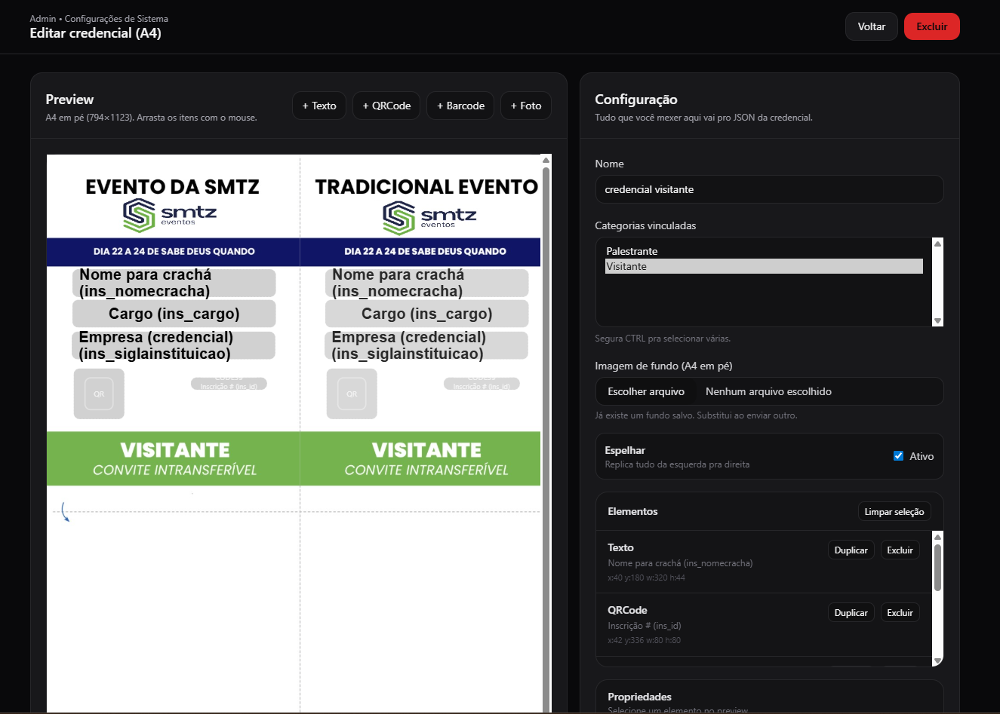 Admin • Configurações de Sistema
Editar credencial (A4)
Voltar
Excluir
Preview
A4 em pé (794×1123). Arrasta os itens com o mouse.
+ Texto
+ QRCode
+ Barcode
+ Foto
EVENTO DA SMTZ
smtz
eventos
DIA 22 A 24 DE SABE DEUS QUANDO
Nome para crachá
(ins_nomecracha)
Cargo (ins_cargo)
Empresa (credencial)
(ins_siglainstituicao)
QR
Inscrição # (ins_id)
VISITANTE
CONVITE INTRANSFERÍVEL
TRADICIONAL EVENTO
smtz
eventos
DIA 22 A 24 DE SABE DEUS QUANDO
Nome para crachá
(ins_nomecracha)
Cargo (ins_cargo)
Empresa (credencial)
(ins_siglainstituicao)
QR
Inscrição # (ins_id)
VISITANTE
CONVITE INTRANSFERÍVEL
Configuração
Tudo que você mexer aqui vai pro JSON da credencial.
Nome
credencial visitante
Categorias vinculadas
Palestrante
Visitante
Segura CTRL pra selecionar várias.
Imagem de fundo (A4 em pé)
Escolher arquivo
Nenhum arquivo escolhido
Já existe um fundo salvo. Substitui ao enviar outro.
Espelhar
Replica tudo da esquerda pra direita
Ativo
Elementos
Limpar seleção
Texto
Nome para crachá (ins_nomecracha)
x:40 y:180 w:320 h:44
Duplicar
Excluir
QRCode
Inscrição # (ins_id)
x:42 y:336 w:80 h:80
Duplicar
Excluir
Propriedades
Selecione um elemento no preview